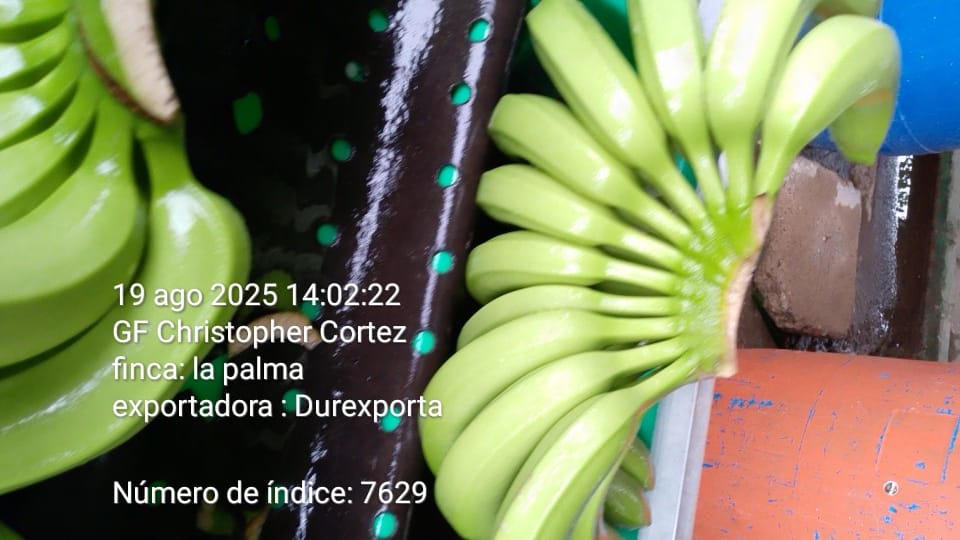 19 ago 2025 14:02:22
GF Christopher Cortez
finca: la palma
exportadora : Durexporta
Número de índice: 7629